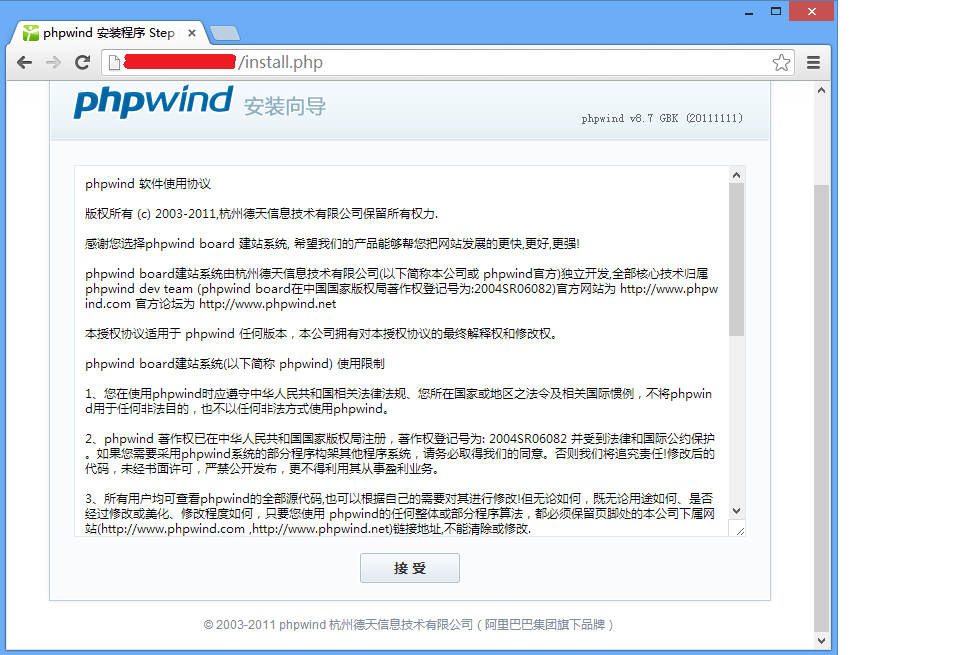 phpwind 安装程序 Step
/install.php
phpwind 安装向导
phpwind v8.7 GBK (20111111)
phpwind 软件使用协议
版权所有 (c) 2003-2011,杭州德天信息技术有限公司保留所有权力.
感谢您选择phpwind board 建站系统, 希望我们的产品能够帮您把网站发展的更快,更好,更强!
phpwind board建站系统由杭州德天信息技术有限公司(以下简称本公司或 phpwind官方)独立开发,全部核心技术归属
phpwind dev team (phpwind board在中国国家版权局著作权登记号为:2004SR06082)官方网站为 http://www.phpw
ind.com 官方论坛为 http://www.phpwind.net
本授权协议适用于 phpwind 任何版本，本公司拥有对本授权协议的最终解释权和修改权。
phpwind board建站系统(以下简称 phpwind) 使用限制
1、您在使用phpwind时应遵守中华人民共和国相关法律法规、您所在国家或地区之法令及相关国际惯例，不将phpwin
d用于任何非法目的，也不以任何非法方式使用phpwind。
2、phpwind 著作权已在中华人民共和国国家版权局注册，著作权登记号为: 2004SR06082 并受到法律和国际公约保护
。如果您需要采用phpwind系统的部分程序构架其他程序系统，请务必取得我们的同意。否则我们将追究责任!修改后的
代码，未经书面许可，严禁公开发布，更不得利用其从事盈利业务。
3、所有用户均可查看phpwind的全部源代码,也可以根据自己的需要对其进行修改!但无论如何，既无论用途如何、是否
经过修改或美化、修改程度如何，只要您使用 phpwind的任何整体或部分程序算法，都必须保留页脚处的本公司下属网
站(http://www.phpwind.com ,http://www.phpwind.net)链接地址,不能清除或修改.
接 受
© 2003-2011 phpwind 杭州德天信息技术有限公司（阿里巴巴集团旗下品牌）